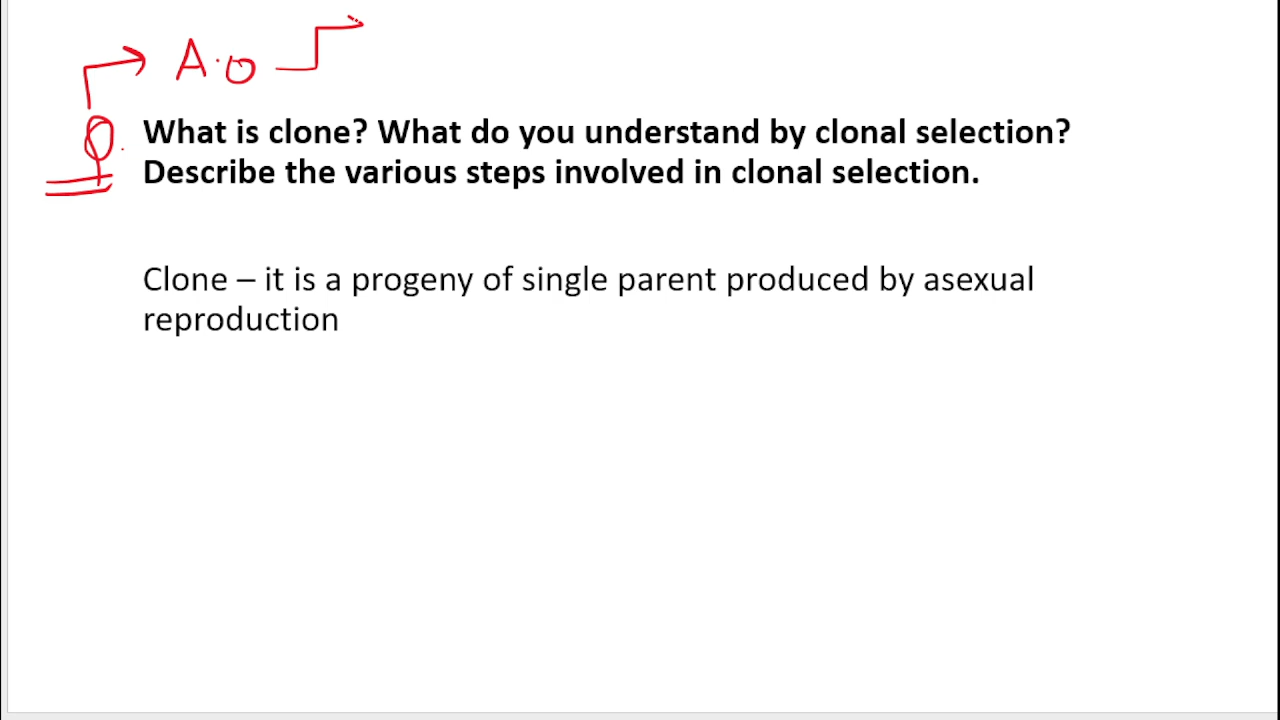 A.O
What is clone? What do you understand by clonal selection?
Describe the various steps involved in clonal selection.
Clone – it is a progeny of single parent produced by asexual
reproduction